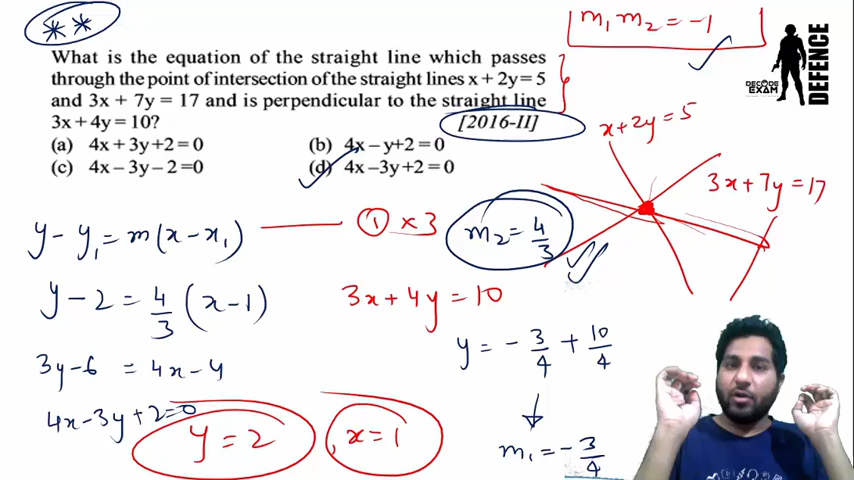 **
m₁ m₂ = -1
DECODE
EXAM
DEFENCE
What is the equation of the straight line which passes
through the point of intersection of the straight lines x + 2y = 5
and 3x + 7y = 17 and is perpendicular to the straight line
3x + 4y = 10?
[2016-II]
(a) 4x + 3y +2 = 0
(b) 4x – y +2 = 0
(c) 4x – 3y – 2 =0
(d) 4x –3y +2 = 0
x+2y=5
3x+7y=17
y-y₁=m(x-x₁)
① ×3
m₂=4/3
y-2=4/3(x-1)
3x+4y=10
3y-6 = 4x-4
y = -3/4 + 10/4
4x-3y+2=0
y=2
, x=1
m₁=-3/4